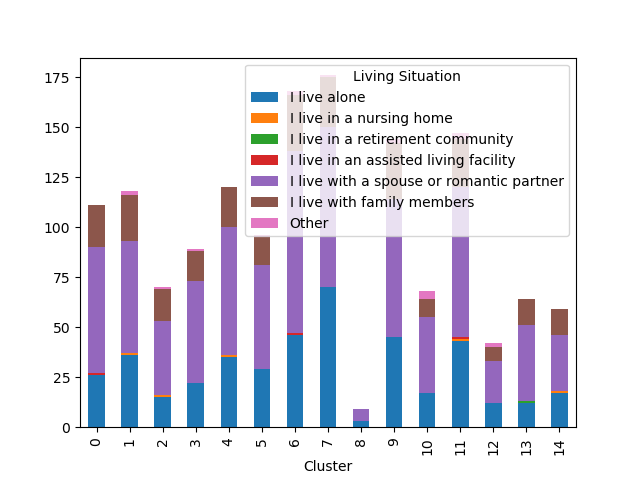 175
150
125
100
75
50
25
0
Living Situation
I live alone
I live in a nursing home
I live in a retirement community
I live in an assisted living facility
I live with a spouse or romantic partner
I live with family members
Other
0 1 2 3 4 5 6 7 8 9 10 11 12 13 14
Cluster